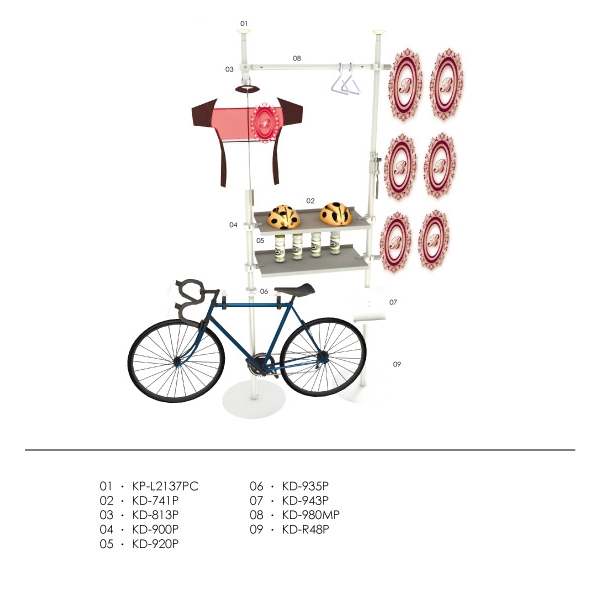 01
08
03
B
B
B
B
B
B
B
02
04
05
06
07
09
01 · KP-L2137PC
02 · KD-741P
03 · KD-813P
04 · KD-900P
05 · KD-920P
06 · KD-935P
07 · KD-943P
08 · KD-980MP
09 · KD-R48P